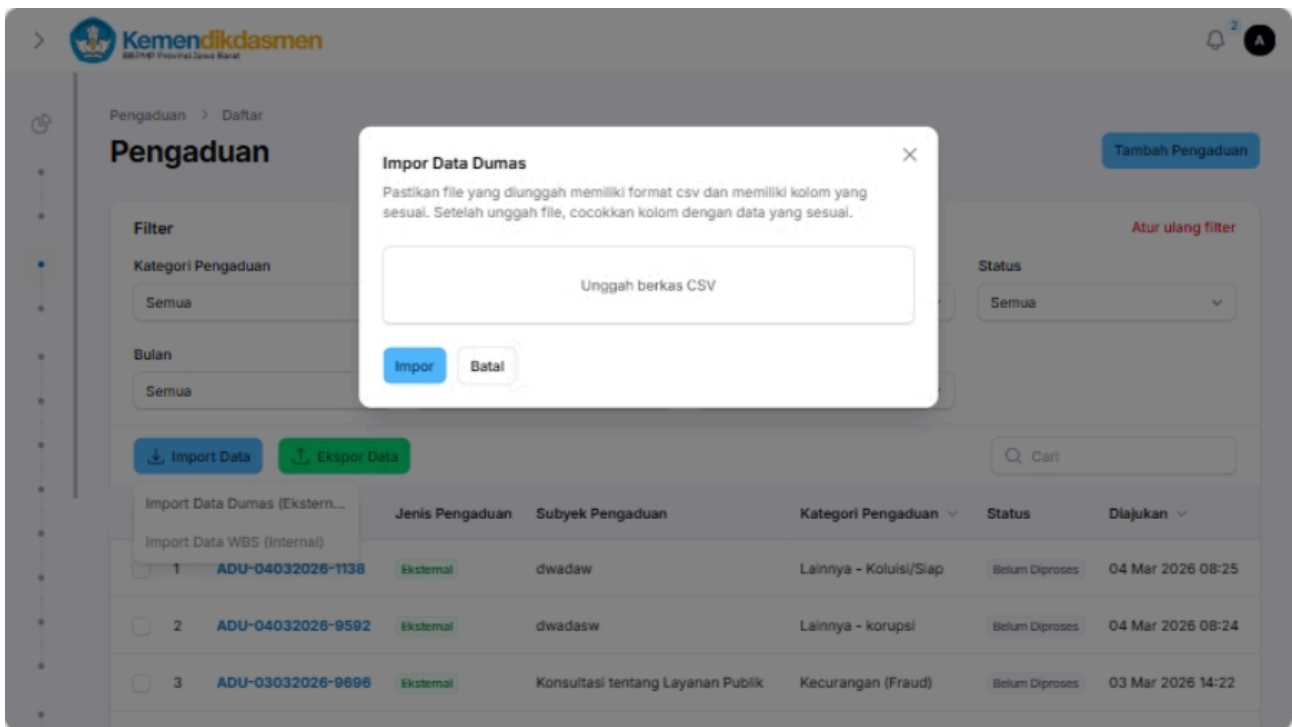 Kemendikdasmen
BBPMP Provinsi Jawa Barat
2
A
Pengaduan > Daftar
Pengaduan
Tambah Pengaduan
Impor Data Dumas
Pastikan file yang diunggah memiliki format csv dan memiliki kolom yang
sesuai. Setelah unggah file, cocokkan kolom dengan data yang sesuai.
Unggah berkas CSV
Impor
Batal
Filter
Atur ulang filter
Kategori Pengaduan
Semua
Status
Semua
Bulan
Semua
Import Data
Ekspor Data
Cari
Import Data Dumas (Ekstern...
Import Data WBS (Internal)
Jenis Pengaduan Subyek Pengaduan Kategori Pengaduan Status Diajukan
1 ADU-04032026-1138 Eksternal dwadaw Lainnya - Kolusi/Siap Belum Diproses 04 Mar 2026 08:25
2 ADU-04032026-9592 Eksternal dwadasw Lainnya - korupsi Belum Diproses 04 Mar 2026 08:24
3 ADU-03032026-9696 Eksternal Konsultasi tentang Layanan Publik Kecurangan (Fraud) Belum Diproses 03 Mar 2026 14:22